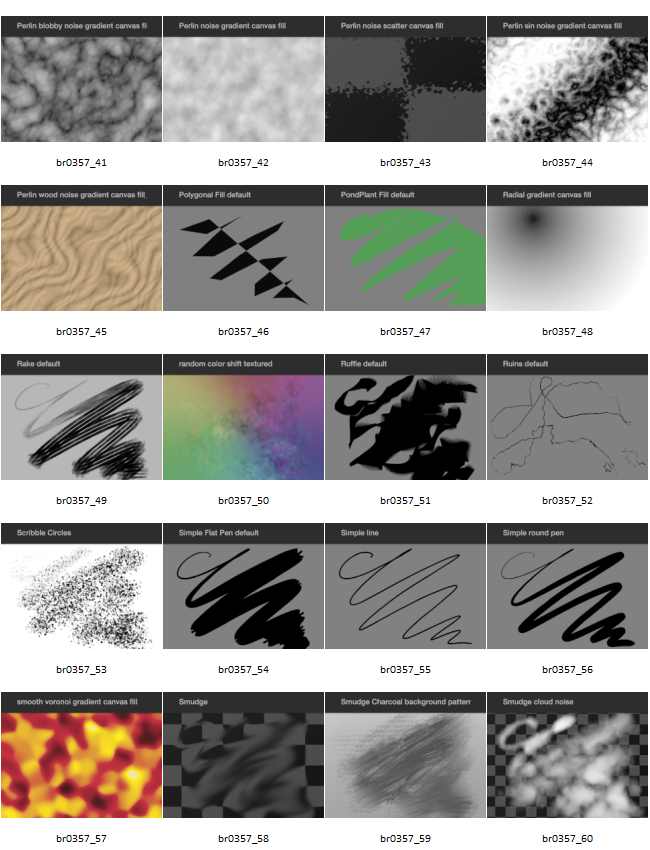 Perlin blobby noise gradient canvas fil
Perlin noise gradient canvas fill
Perlin noise scatter canvas fill
Perlin sin noise gradient canvas fill
br0357_41
br0357_42
br0357_43
br0357_44
Perlin wood noise gradient canvas fill
Polygonal Fill default
PondPlant Fill default
Radial gradient canvas fill
br0357_45
br0357_46
br0357_47
br0357_48
Rake default
random color shift textured
Ruffle default
Ruins default
br0357_49
br0357_50
br0357_51
br0357_52
Scribble Circles
Simple Flat Pen default
Simple line
Simple round pen
br0357_53
br0357_54
br0357_55
br0357_56
smooth voronoi gradient canvas fill
Smudge
Smudge Charcoal background patterr
Smudge cloud noise
br0357_57
br0357_58
br0357_59
br0357_60